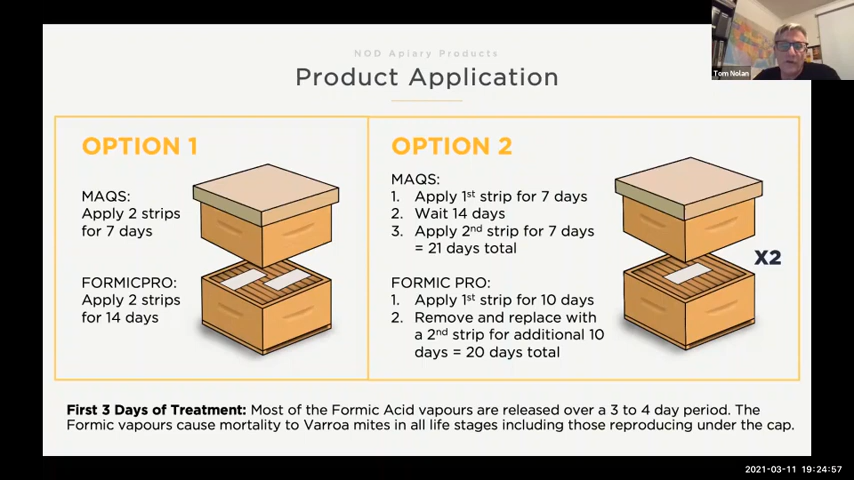 NOD Apiary Products
Product Application
OPTION 1
MAQS:
Apply 2 strips
for 7 days
FORMICPRO:
Apply 2 strips
for 14 days
OPTION 2
MAQS:
1. Apply 1st strip for 7 days
2. Wait 14 days
3. Apply 2nd strip for 7 days
= 21 days total
FORMIC PRO:
1. Apply 1st strip for 10 days
2. Remove and replace with
a 2nd strip for additional 10
days = 20 days total
X2
First 3 Days of Treatment: Most of the Formic Acid vapours are released over a 3 to 4 day period. The
Formic vapours cause mortality to Varroa mites in all life stages including those reproducing under the cap.
Tom Nolan
2021-03-11 19:24:57